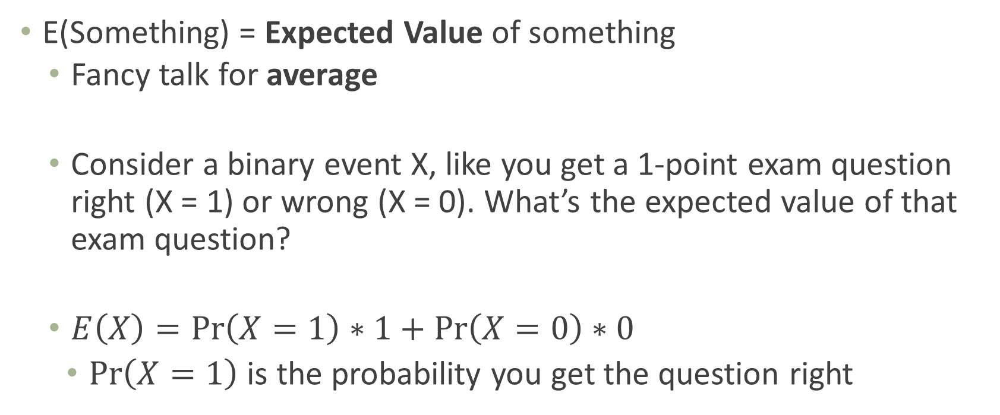 • E(Something) = Expected Value of something
• Fancy talk for average
• Consider a binary event X, like you get a 1-point exam question
right (X = 1) or wrong (X = 0). What’s the expected value of that
exam question?
• E(X) = Pr(X = 1) ∗ 1 + Pr(X = 0) ∗ 0
• Pr(X = 1) is the probability you get the question right